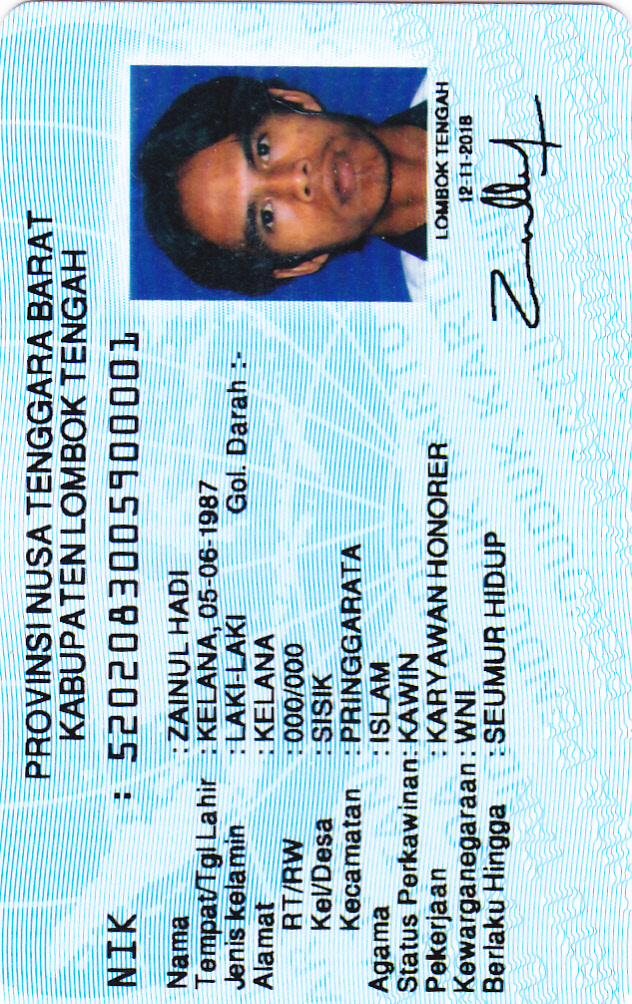 PROVINSI NUSA TENGGARA BARAT
KABUPATEN LOMBOK TENGAH
NIK : 5202083005900001
Nama : ZAINUL HADI
Tempat/Tgl Lahir : KELANA, 05-06-1987
Jenis kelamin : LAKI-LAKI Gol. Darah :-
Alamat : KELANA
RT/RW : 000/000
Kel/Desa : SISIK
Kecamatan : PRINGGARATA
Agama : ISLAM
Status Perkawinan: KAWIN
Pekerjaan : KARYAWAN HONORER
Kewarganegaraan: WNI
Berlaku Hingga : SEUMUR HIDUP
LOMBOK TENGAH
12-11-2018